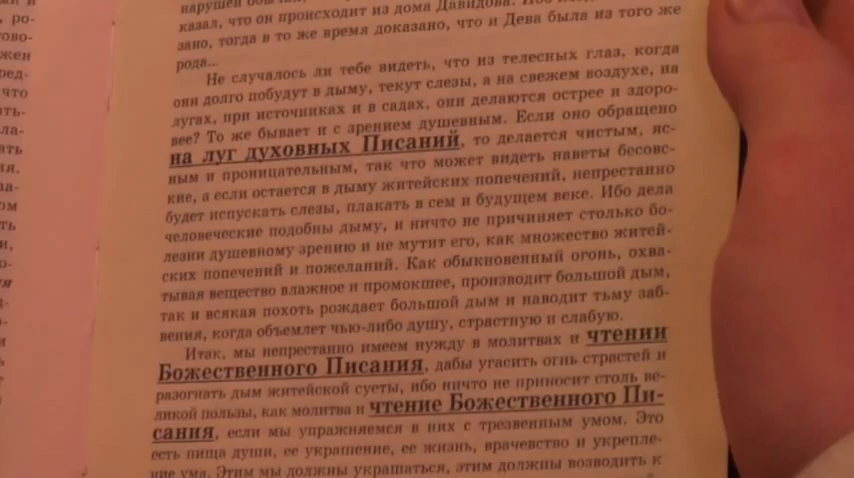 казал, что он происходит из дома Давидова.
зано, тогда в то же время доказано, что и Дева была из того же
рода...
Не случалось ли тебе видеть, что из телесных глаз, когда
они долго побудут в дыму, текут слезы, а на свежем воздухе, на
лугах, при источниках и в садах, они делаются острее и здоро-
вее? То же бывает и с зрением душевным. Если оно обращено
на луг духовных Писаний, то делается чистым, яс-
ным и проницательным, так что может видеть наветы бесовс-
кие, а если остается в дыму житейских попечений, непрестанно
будет испускать слезы, плакать в сем и будущем веке. Ибо дела
человеческие подобны дыму, и ничто не причиняет столько бо-
лезни душевному зрению и не мутит его, как множество житей-
ских попечений и пожеланий. Как обыкновенный огонь, охва-
тывая вещество влажное и промокшее, производит большой дым,
так и всякая похоть рождает большой дым и наводит тьму заб-
вения, когда объемлет чью-либо душу, страстную и слабую.
Итак, мы непрестанно имеем нужду в молитвах и чтении
Божественного Писания, дабы угасить огнь страстей и
разогнать дым житейской суеты, ибо ничто не приносит столь ве-
ликой пользы, как молитва и чтение Божественного Пи-
сания, если мы упражняемся в них с трезвенным умом. Это
есть пища души, ее украшение, ее жизнь, врачевство и укрепле-
ние ума. Этим мы должны украшаться, этим должны возводить к